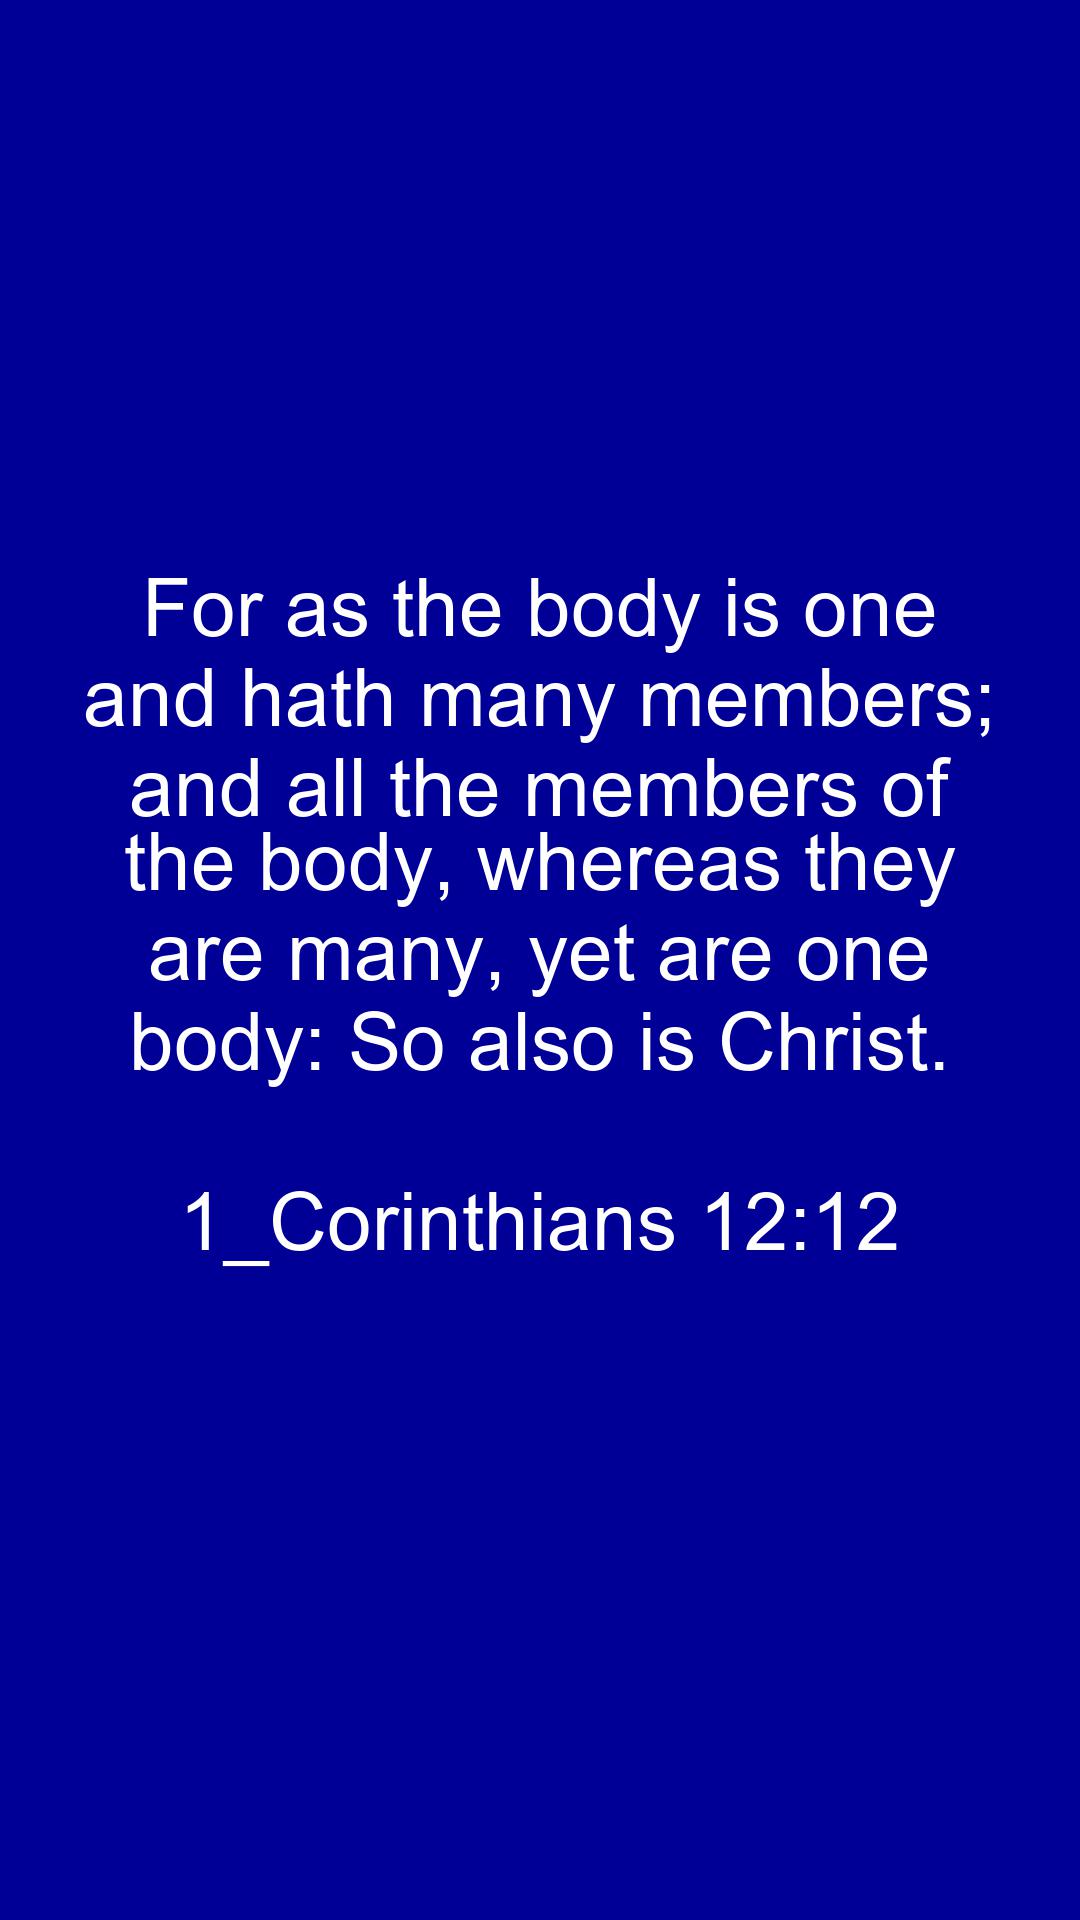 For as the body is one
and hath many members;
and all the members of
the body, whereas they
are many, yet are one
body: So also is Christ.
1_Corinthians 12:12